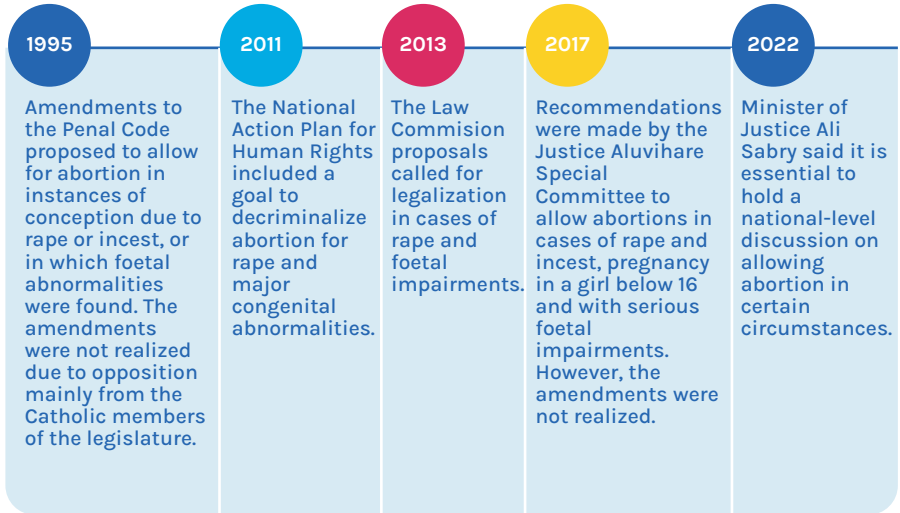 1995
Amendments to
the Penal Code
proposed to allow
for abortion in
instances of
conception due to
rape or incest, or
in which foetal
abnormalities
were found. The
amendments
were not realized
due to opposition
mainly from the
Catholic members
of the legislature.
2011
The National
Action Plan for
Human Rights
included a
goal to
decriminalize
abortion for
rape and
major
congenital
abnormalities.
2013
The Law
Commision
proposals
called for
legalization
in cases of
rape and
foetal
impairments.
2017
Recommendations
were made by the
Justice Aluvihare
Special
Committee to
allow abortions in
cases of rape and
incest, pregnancy
in a girl below 16
and with serious
foetal
impairments.
However, the
amendments were
not realized.
2022
Minister of
Justice Ali
Sabry said it is
essential to
hold a
national-level
discussion on
allowing
abortion in
certain
circumstances.